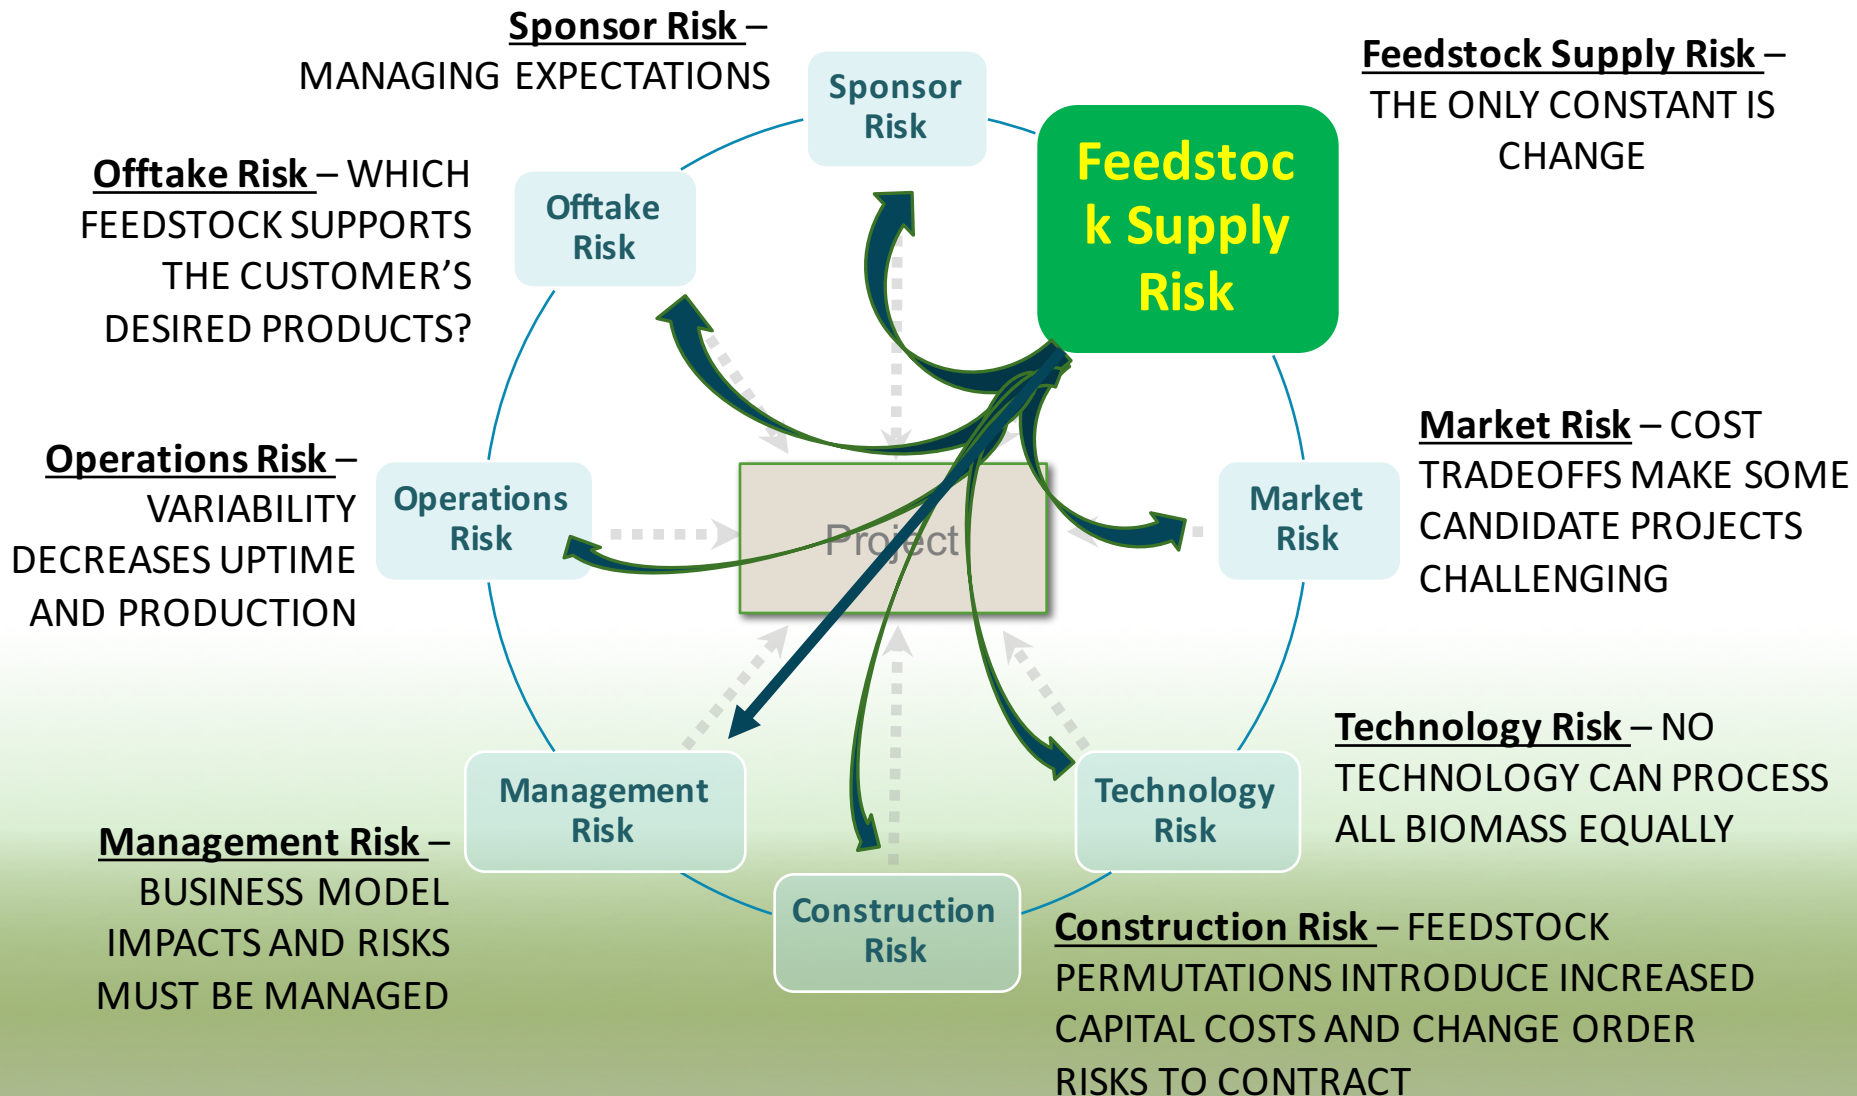 Sponsor Risk –
MANAGING EXPECTATIONS
Sponsor
Risk
Feedstock Supply Risk –
THE ONLY CONSTANT IS
CHANGE
Feedstoc
k Supply
Risk
Offtake Risk – WHICH
FEEDSTOCK SUPPORTS
THE CUSTOMER’S
DESIRED PRODUCTS?
Offtake
Risk
Operations Risk –
VARIABILITY
DECREASES UPTIME
AND PRODUCTION
Operations
Risk
Project
Market
Risk
Market Risk – COST
TRADEOFFS MAKE SOME
CANDIDATE PROJECTS
CHALLENGING
Management
Risk
Technology
Risk
Technology Risk – NO
TECHNOLOGY CAN PROCESS
ALL BIOMASS EQUALLY
Management Risk –
BUSINESS MODEL
IMPACTS AND RISKS
MUST BE MANAGED
Construction
Risk
Construction Risk – FEEDSTOCK
PERMUTATIONS INTRODUCE INCREASED
CAPITAL COSTS AND CHANGE ORDER
RISKS TO CONTRACT